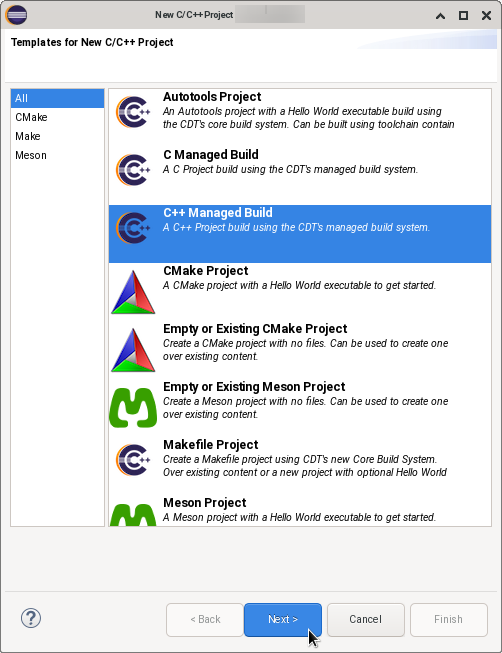 New C/C++ Project
Templates for New C/C++ Project
All
CMake
Make
Meson
Autotools Project
An Autotools project with a Hello World executable build using
the CDT's core build system. Can be built using toolchain contain
C Managed Build
A C Project build using the CDT's managed build system.
C++ Managed Build
A C++ Project build using the CDT's managed build system.
CMake Project
A CMake project with a Hello World executable to get started.
Empty or Existing CMake Project
Create a CMake project with no files. Can be used to create one
over existing content.
Empty or Existing Meson Project
Create a Meson project with no files. Can be used to create one
over existing content.
Makefile Project
Create a Makefile project using CDT's new Core Build System.
Over existing content or a new project with optional Hello World
Meson Project
A Meson project with a Hello World executable to get started.
? < Back Next > Cancel Finish